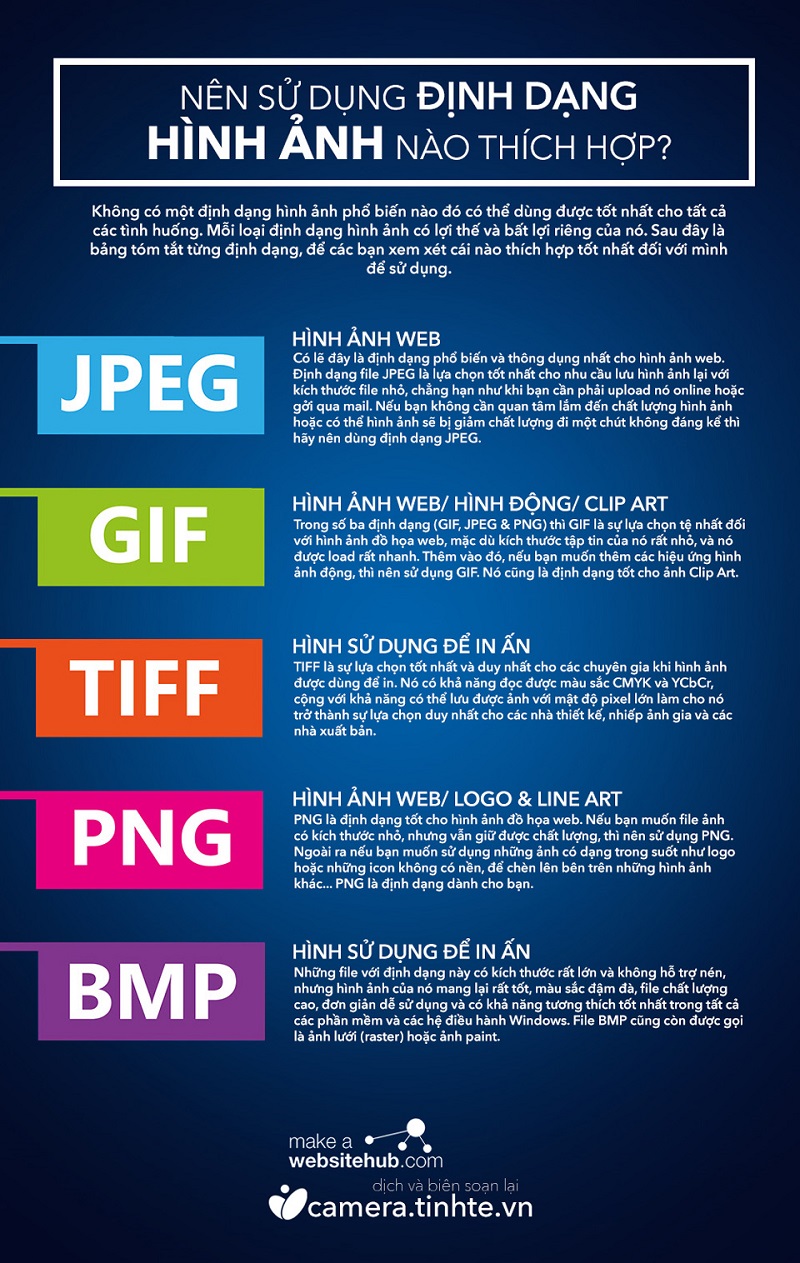 NÊN SỬ DỤNG ĐỊNH DẠNG
HÌNH ẢNH NÀO THÍCH HỢP?
Không có một định dạng hình ảnh phổ biến nào đó có thể dùng được tốt nhất cho tất cả
các tình huống. Mỗi loại định dạng hình ảnh có lợi thế và bất lợi riêng của nó. Sau đây là
bảng tóm tắt từng định dạng, để các bạn xem xét cái nào thích hợp tốt nhất đối với mình
để sử dụng.
JPEG
HÌNH ẢNH WEB
Có lẽ đây là định dạng phổ biến và thông dụng nhất cho hình ảnh web.
Định dạng file JPEG là lựa chọn tốt nhất cho nhu cầu lưu hình ảnh lại với
kích thước file nhỏ, chẳng hạn như khi bạn cần phải upload nó online hoặc
gởi qua mail. Nếu bạn không cần quan tâm lắm đến chất lượng hình ảnh
hoặc có thể hình ảnh sẽ bị giảm chất lượng đi một chút không đáng kể thì
hãy nên dùng định dạng JPEG.
GIF
HÌNH ẢNH WEB/ HÌNH ĐỘNG/ CLIP ART
Trong số ba định dạng (GIF, JPEG & PNG) thì GIF là sự lựa chọn tệ nhất đối
với hình ảnh đồ họa web, mặc dù kích thước tập tin của nó rất nhỏ, và nó
được load rất nhanh. Thêm vào đó, nếu bạn muốn thêm các hiệu ứng hình
ảnh động, thì nên sử dụng GIF. Nó cũng là định dạng tốt cho ảnh Clip Art.
TIFF
HÌNH SỬ DỤNG ĐỂ IN ẤN
TIFF là sự lựa chọn tốt nhất và duy nhất cho các chuyên gia khi hình ảnh
được dùng để in. Nó có khả năng đọc được màu sắc CMYK và YCbCr,
cộng với khả năng có thể lưu được ảnh với mật độ pixel lớn làm cho nó
trở thành sự lựa chọn duy nhất cho các nhà thiết kế, nhiếp ảnh gia và các
nhà xuất bản.
PNG
HÌNH ẢNH WEB/ LOGO & LINE ART
PNG là định dạng tốt cho hình ảnh đồ họa web. Nếu bạn muốn file ảnh
có kích thước nhỏ, nhưng vẫn giữ được chất lượng, thì nên sử dụng PNG.
Ngoài ra nếu bạn muốn sử dụng những ảnh có dạng trong suốt như logo
hoặc những icon không có nền, để chèn lên bên trên những hình ảnh
khác... PNG là định dạng dành cho bạn.
BMP
HÌNH SỬ DỤNG ĐỂ IN ẤN
Những file với định dạng này có kích thước rất lớn và không hỗ trợ nén,
nhưng hình ảnh của nó mang lại rất tốt, màu sắc đậm đà, file chất lượng
cao, đơn giản dễ sử dụng và có khả năng tương thích tốt nhất trong tất cả
các phần mềm và các hệ điều hành Windows. File BMP cũng còn được gọi
là ảnh lưới (raster) hoặc ảnh paint.
make a
websitehub.com
dịch và biên soạn lại
camera.tinhte.vn